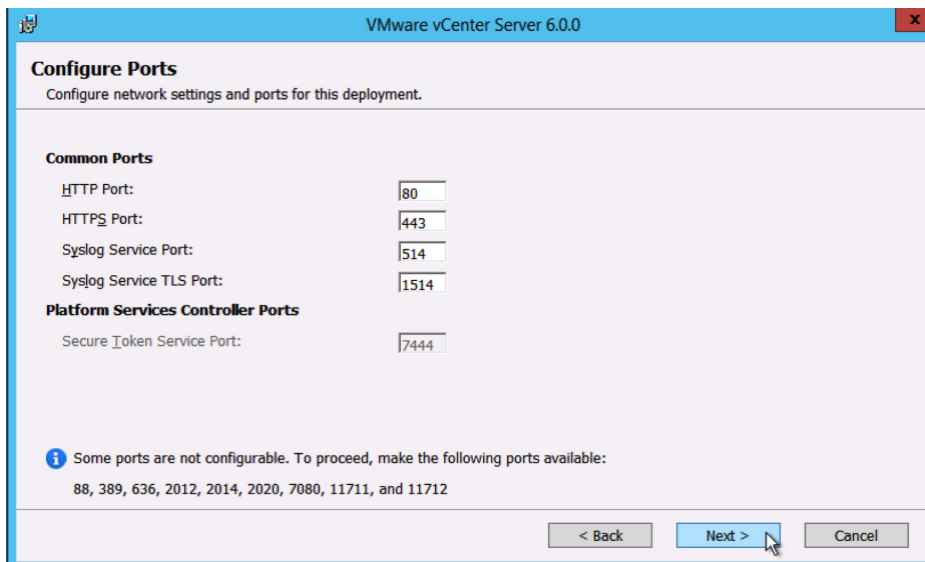 VMware vCenter Server 6.0.0
x
Configure Ports
Configure network settings and ports for this deployment.
Common Ports
HTTP Port: 80
HTTPS Port: 443
Syslog Service Port: 514
Syslog Service TLS Port: 1514
Platform Services Controller Ports
Secure Token Service Port: 7444
Some ports are not configurable. To proceed, make the following ports available:
88, 389, 636, 2012, 2014, 2020, 7080, 11711, and 11712
< Back Next > Cancel